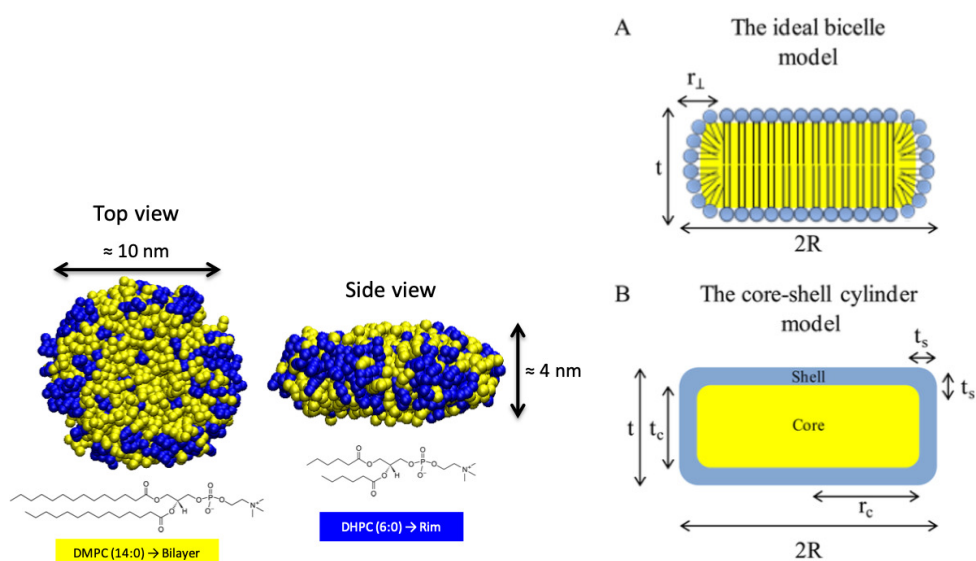 Top view
≈ 10 nm
Side view
≈ 4 nm
O
O
O
O
H
O
P
O
O⁻
O
N⁺
DMPC (14:0) → Bilayer
O
O
O
O
H
O
P
O
O⁻
O
N⁺
DHPC (6:0) → Rim
A
The ideal bicelle
model
r⊥
t
2R
B
The core-shell cylinder
model
ts
Shell
ts
t
tc
Core
rc
2R